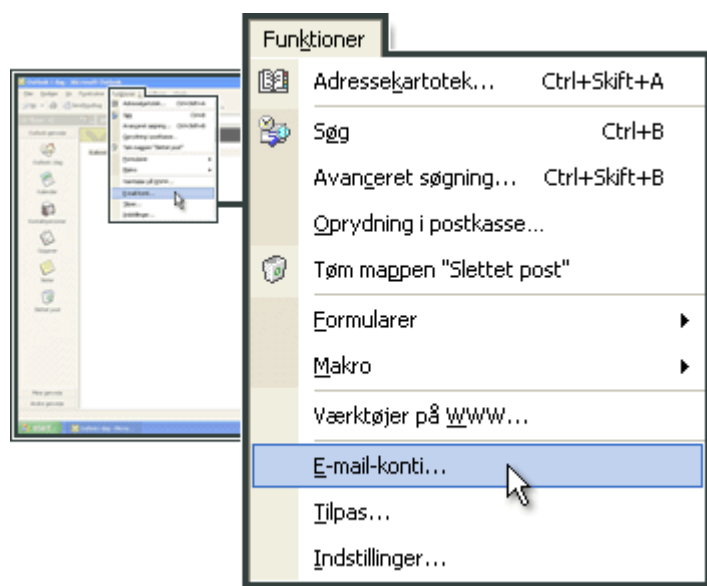 Funktioner
Adressekartotek... Ctrl+Skift+A
Søg Ctrl+B
Avanceret søgning... Ctrl+Skift+B
Oprydning i postkasse...
Tøm mappen "Slettet post"
Formularer
Makro
Værktøjer på WWW...
E-mail-konti...
Tilpas...
Indstillinger...